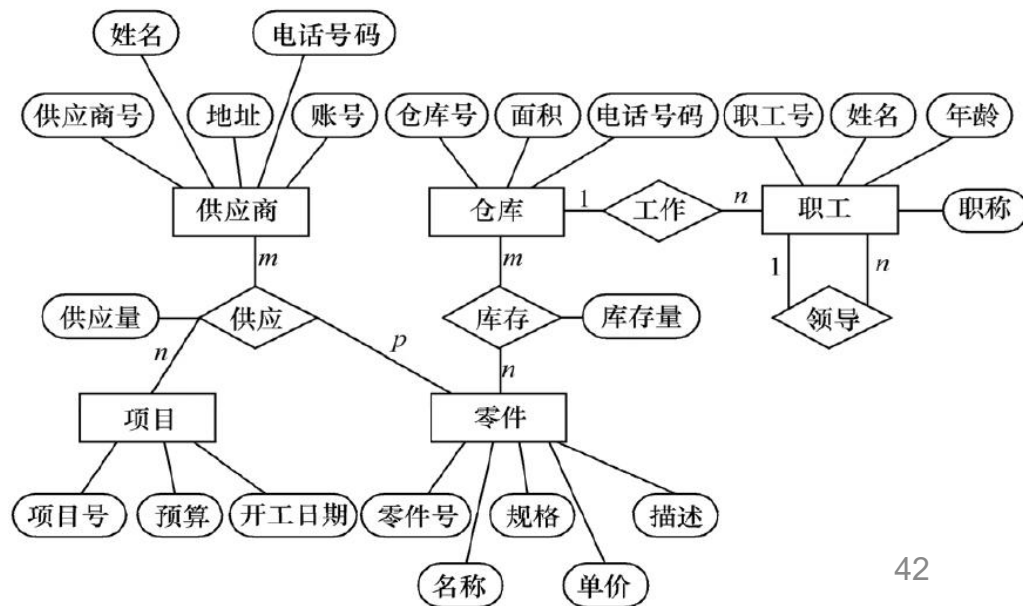 姓名
电话号码
供应商号
地址
账号
仓库号
面积
电话号码
职工号
姓名
年龄
供应商
仓库
1
工作
n
职工
职称
m
m
1
n
供应量
供应
库存
库存量
领导
n
p
n
项目
零件
项目号
预算
开工日期
零件号
规格
描述
名称
单价
42